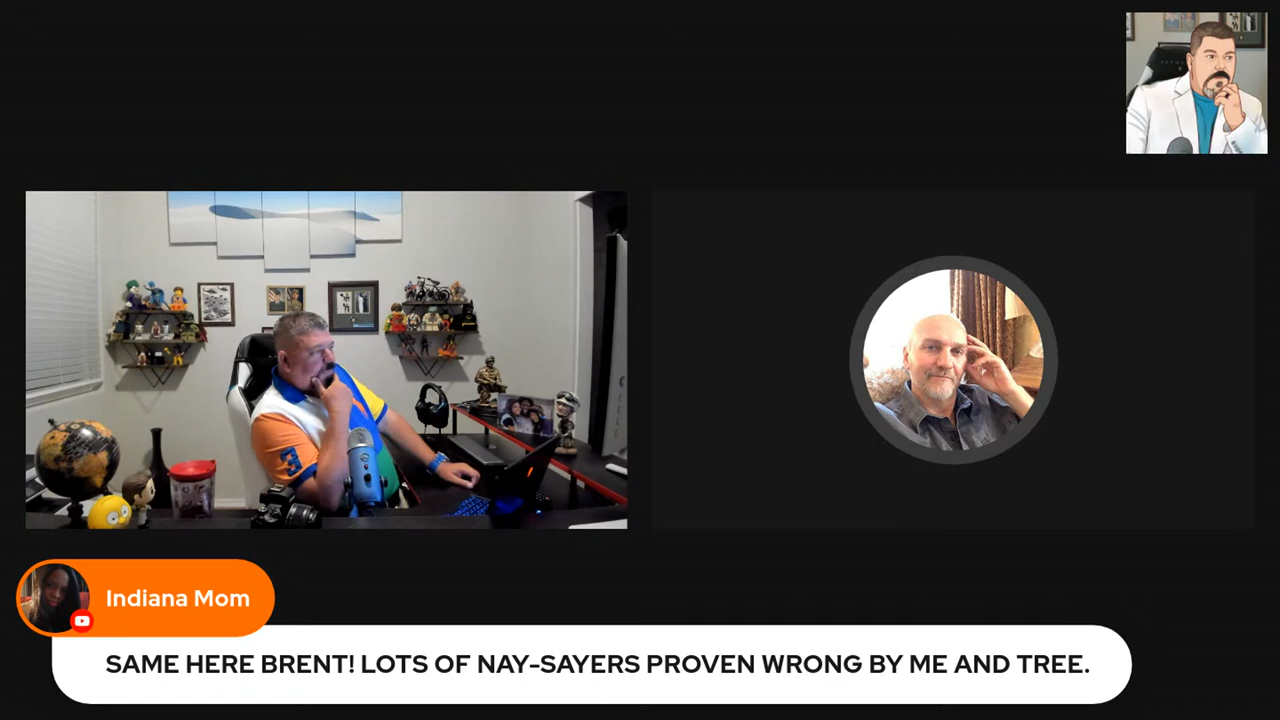 Indiana Mom
SAME HERE BRENT! LOTS OF NAY-SAYERS PROVEN WRONG BY ME AND TREE.